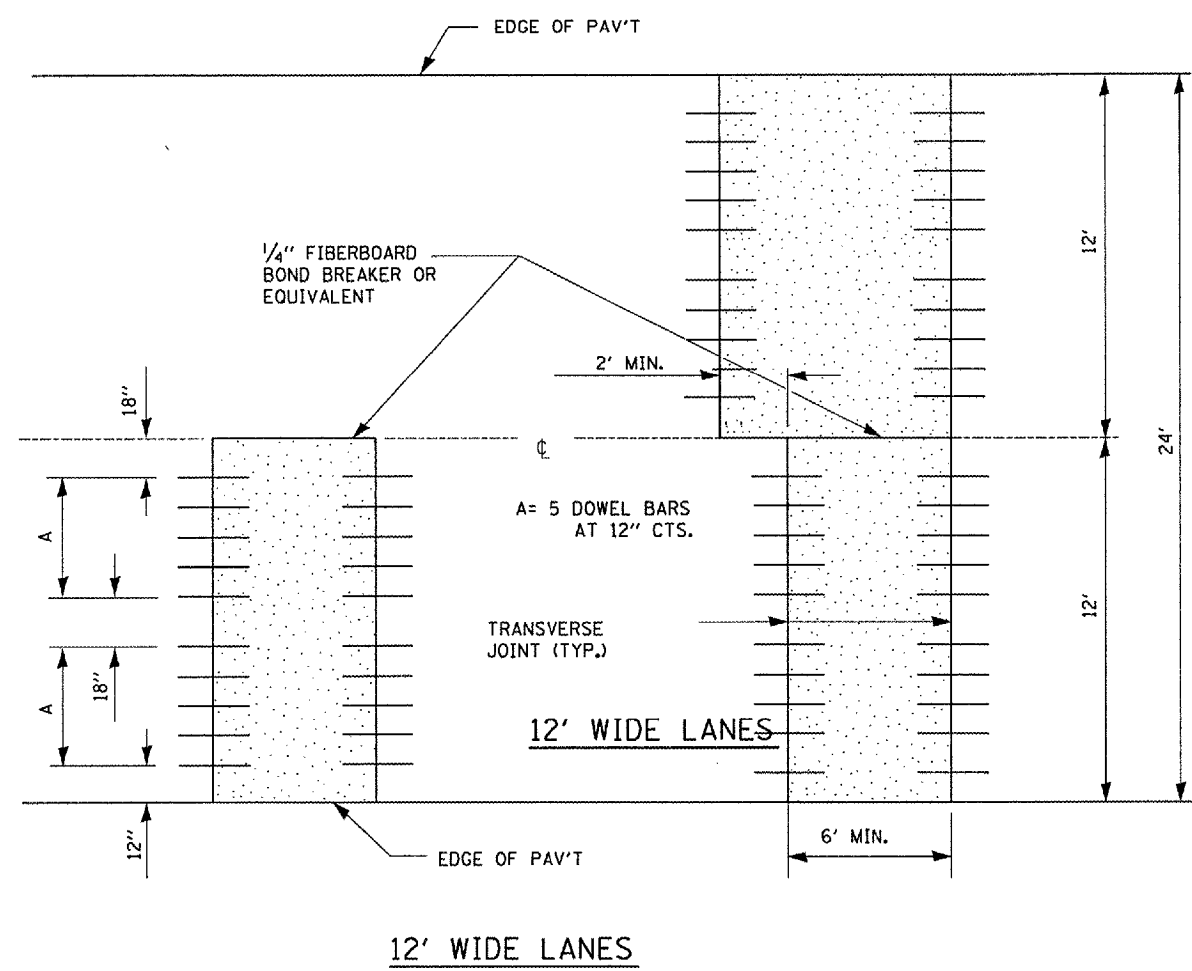 EDGE OF PAV'T
1/4" FIBERBOARD
BOND BREAKER OR
EQUIVALENT
12'
2' MIN.
18"
24'
℄
A= 5 DOWEL BARS
AT 12" CTS.
A
12'
TRANSVERSE
JOINT (TYP.)
18"
A
12' WIDE LANES
12"
6' MIN.
EDGE OF PAV'T
12' WIDE LANES